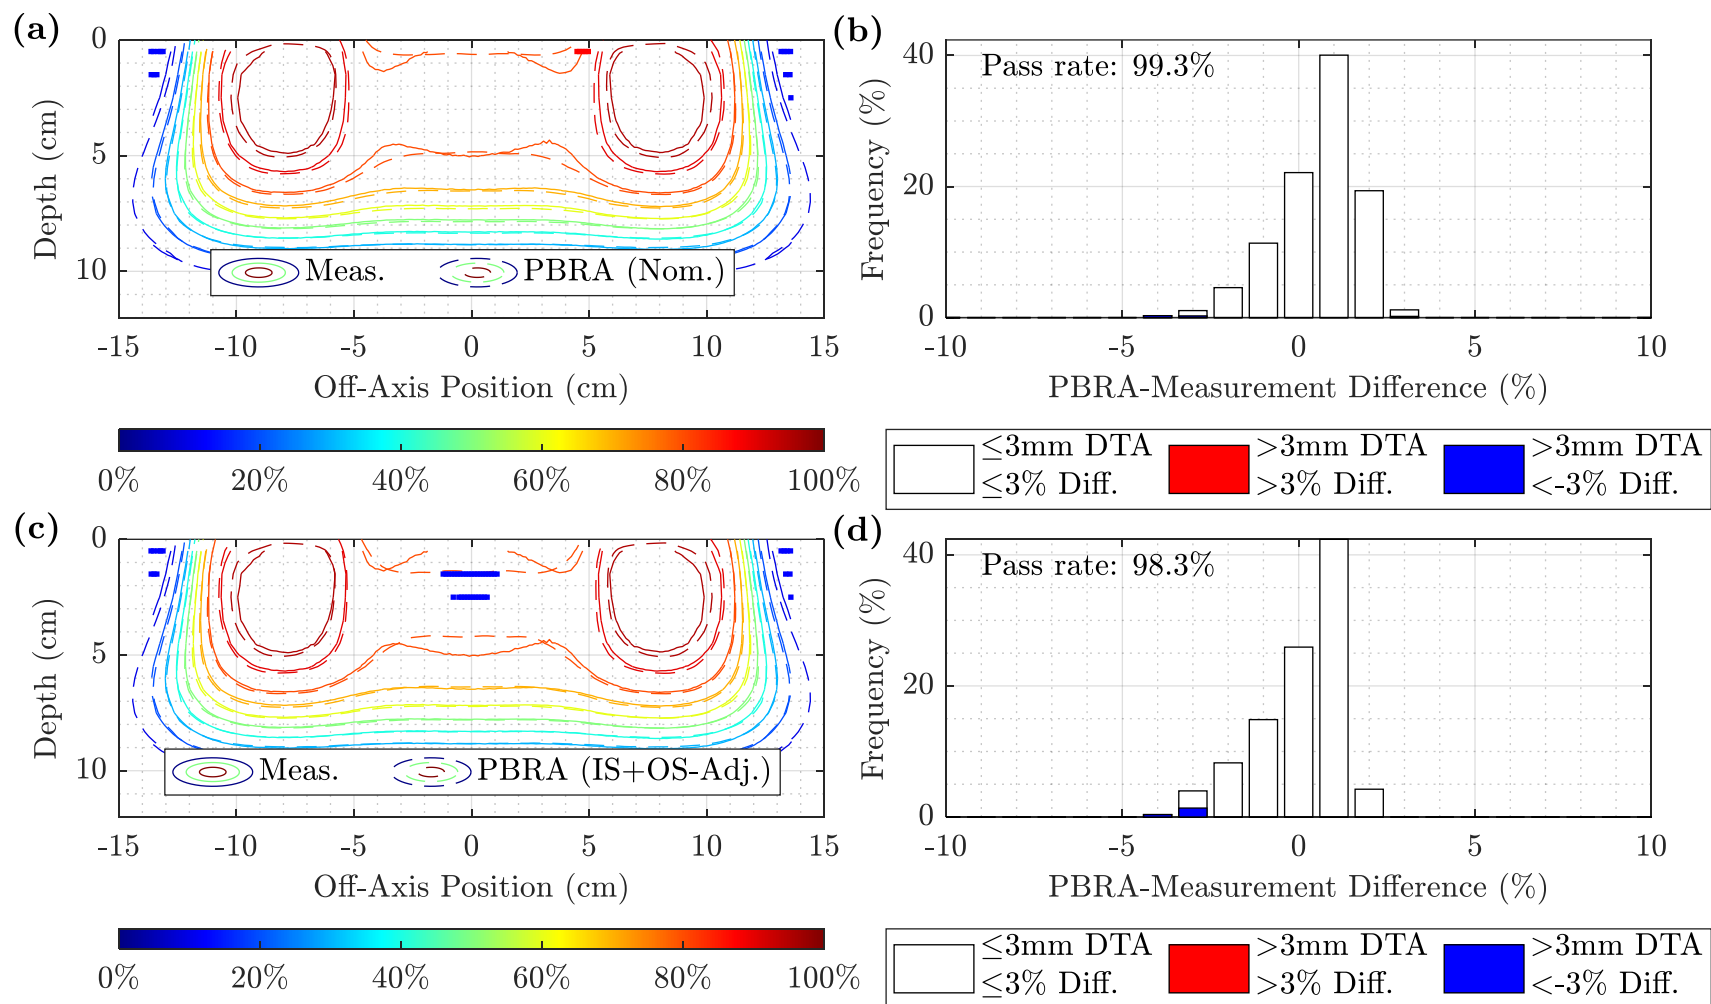 (a)
0
5
10
Depth (cm)
Meas.
PBRA (Nom.)
-15 -10 -5 0 5 10 15
Off-Axis Position (cm)
0% 20% 40% 60% 80% 100%
(b)
Pass rate: 99.3%
40
20
0
Frequency (%)
-10 -5 0 5 10
PBRA-Measurement Difference (%)
≤3mm DTA >3mm DTA >3mm DTA
≤3% Diff. >3% Diff. <-3% Diff.
(c)
0
5
10
Depth (cm)
Meas.
PBRA (IS+OS-Adj.)
-15 -10 -5 0 5 10 15
Off-Axis Position (cm)
0% 20% 40% 60% 80% 100%
(d)
Pass rate: 98.3%
40
20
0
Frequency (%)
-10 -5 0 5 10
PBRA-Measurement Difference (%)
≤3mm DTA >3mm DTA >3mm DTA
≤3% Diff. >3% Diff. <-3% Diff.